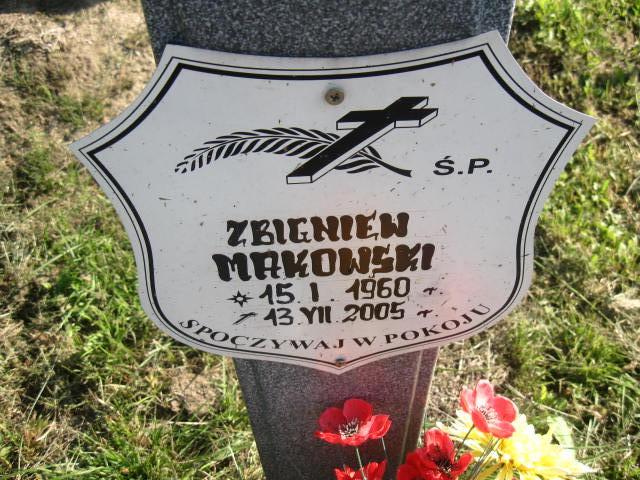 Ś.P.
ZBIGNIEW
MAKOWSKI
15.I.1960
13.VII.2005
SPOCZYWAJ W POKOJU